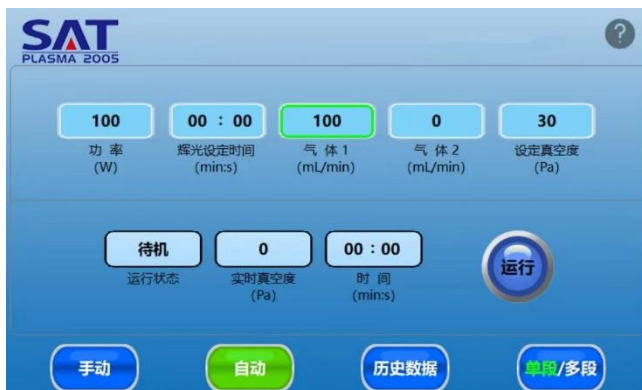 SAT
PLASMA 2005
?
100
00 : 00
100
0
30
功 率
辉光设定时间
气 体 1
气 体 2
设定真空度
(W)
(min:s)
(mL/min)
(mL/min)
(Pa)
待机
0
00 : 00
运行
运行状态
实时真空度
时 间
(Pa)
(min:s)
手动
自动
历史数据
单段/多段